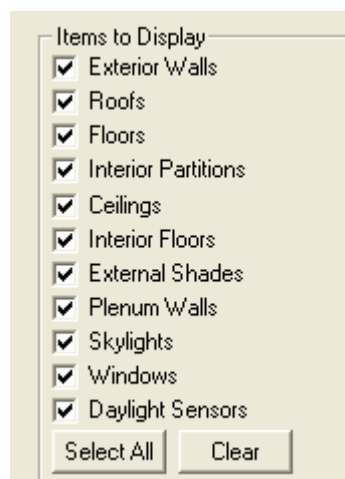 Items to Display
Exterior Walls
Roofs
Floors
Interior Partitions
Ceilings
Interior Floors
External Shades
Plenum Walls
Skylights
Windows
Daylight Sensors
Select All Clear